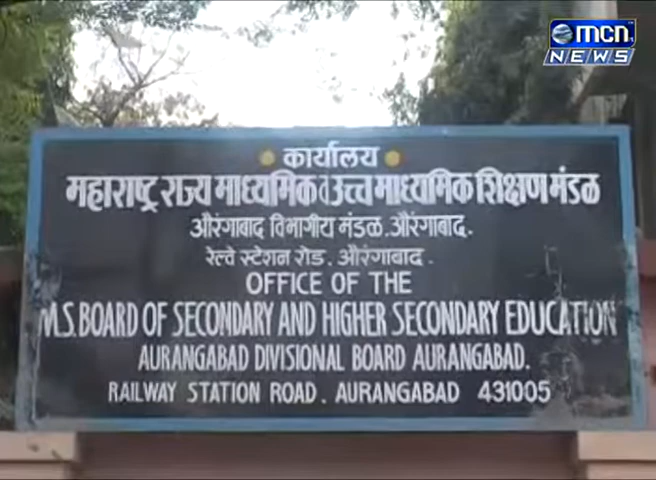 mcn
NEWS
कार्यालय
महाराष्ट्र राज्य माध्यमिक व उच्च माध्यमिक शिक्षण मंडळ
औरंगाबाद विभागीय मंडळ.औरंगाबाद.
रेल्वे स्टेशन रोड. औरंगाबाद.
OFFICE OF THE
M.S. BOARD OF SECONDARY AND HIGHER SECONDARY EDUCATION
AURANGABAD DIVISIONAL BOARD AURANGABAD.
RAILWAY STATION ROAD. AURANGABAD 431005